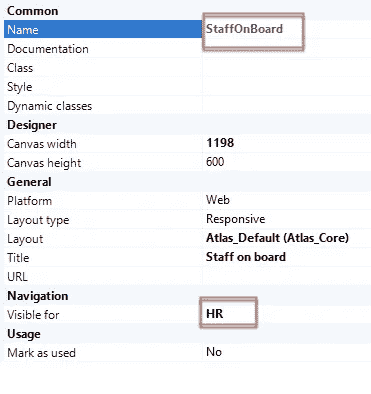 Common
Name StaffOnBoard
Documentation
Class
Style
Dynamic classes
Designer
Canvas width 1198
Canvas height 600
General
Platform Web
Layout type Responsive
Layout Atlas_Default (Atlas_Core)
Title Staff on board
URL
Navigation
Visible for HR
Usage
Mark as used No